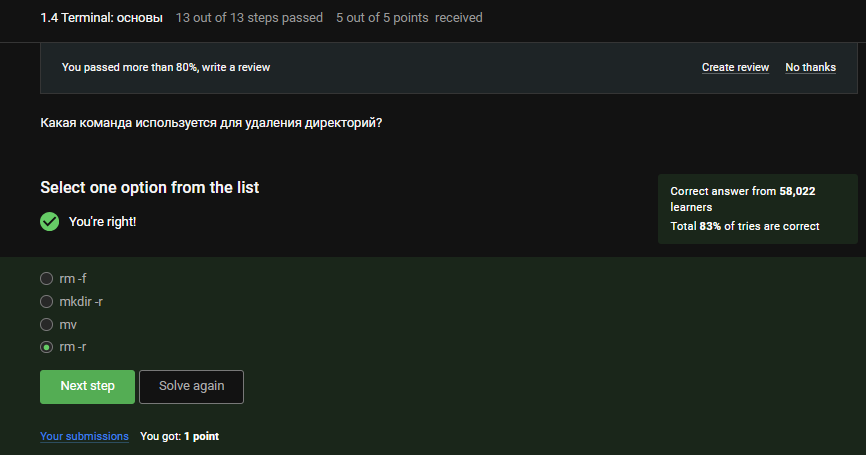 1.4 Terminal: основы 13 out of 13 steps passed 5 out of 5 points received
You passed more than 80%, write a review Create review No thanks
Какая команда используется для удаления директорий?
Select one option from the list
You're right!
Correct answer from 58,022
learners
Total 83% of tries are correct
rm -f
mkdir -r
mv
rm -r
Next step Solve again
Your submissions You got: 1 point